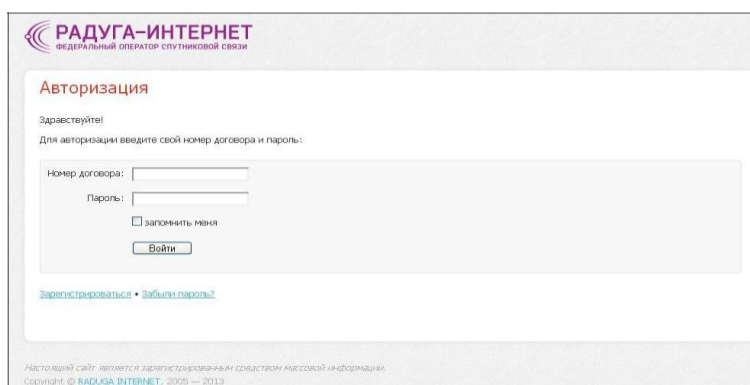 РАДУГА-ИНТЕРНЕТ
ФЕДЕРАЛЬНЫЙ ОПЕРАТОР СПУТНИКОВОЙ СВЯЗИ
Авторизация
Здравствуйте!
Для авторизации введите свой номер договора и пароль:
Номер договора:
Пароль:
запомнить меня
Войти
Зарегистрироваться • Забыли пароль?
Настоящий сайт является зарегистрированным средством массовой информации.
Copyright © RADUGA INTERNET, 2005 — 2013